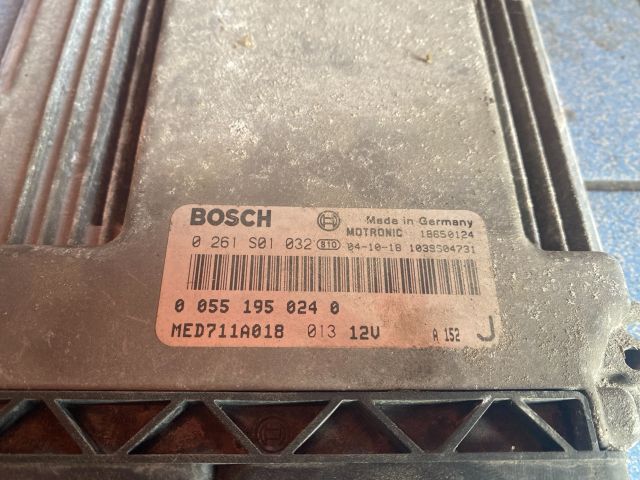 BOSCH Made in Germany
MOTRONIC 18650124
0 261 S01 032 810 04-10-18 1039S04731
0 055 195 024 0
MED711A018 013 12V A 152 J